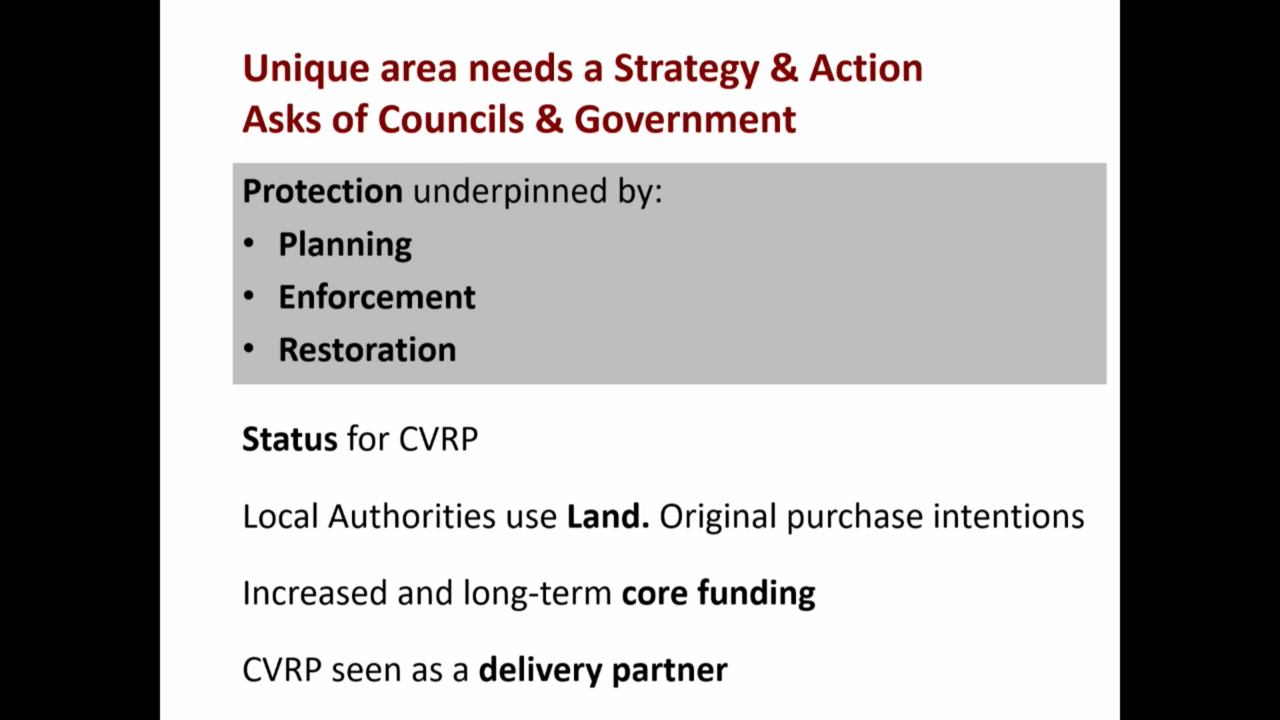 Unique area needs a Strategy & Action
Asks of Councils & Government
Protection underpinned by:
• Planning
• Enforcement
• Restoration
Status for CVRP
Local Authorities use Land. Original purchase intentions
Increased and long-term core funding
CVRP seen as a delivery partner